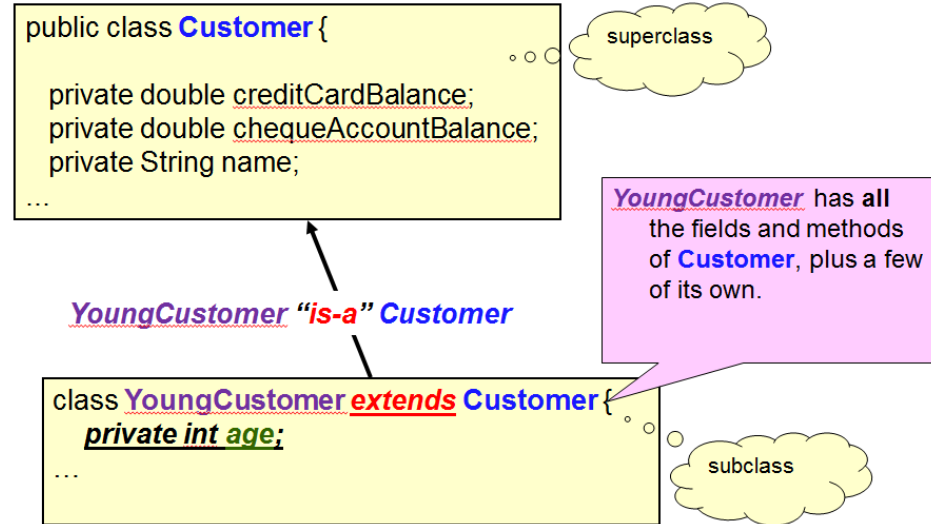 public class Customer {
superclass
private double creditCardBalance;
private double chequeAccountBalance;
private String name;
…
YoungCustomer has all
the fields and methods
of Customer, plus a few
of its own.
YoungCustomer “is-a” Customer
class YoungCustomer extends Customer {
private int age;
…
subclass